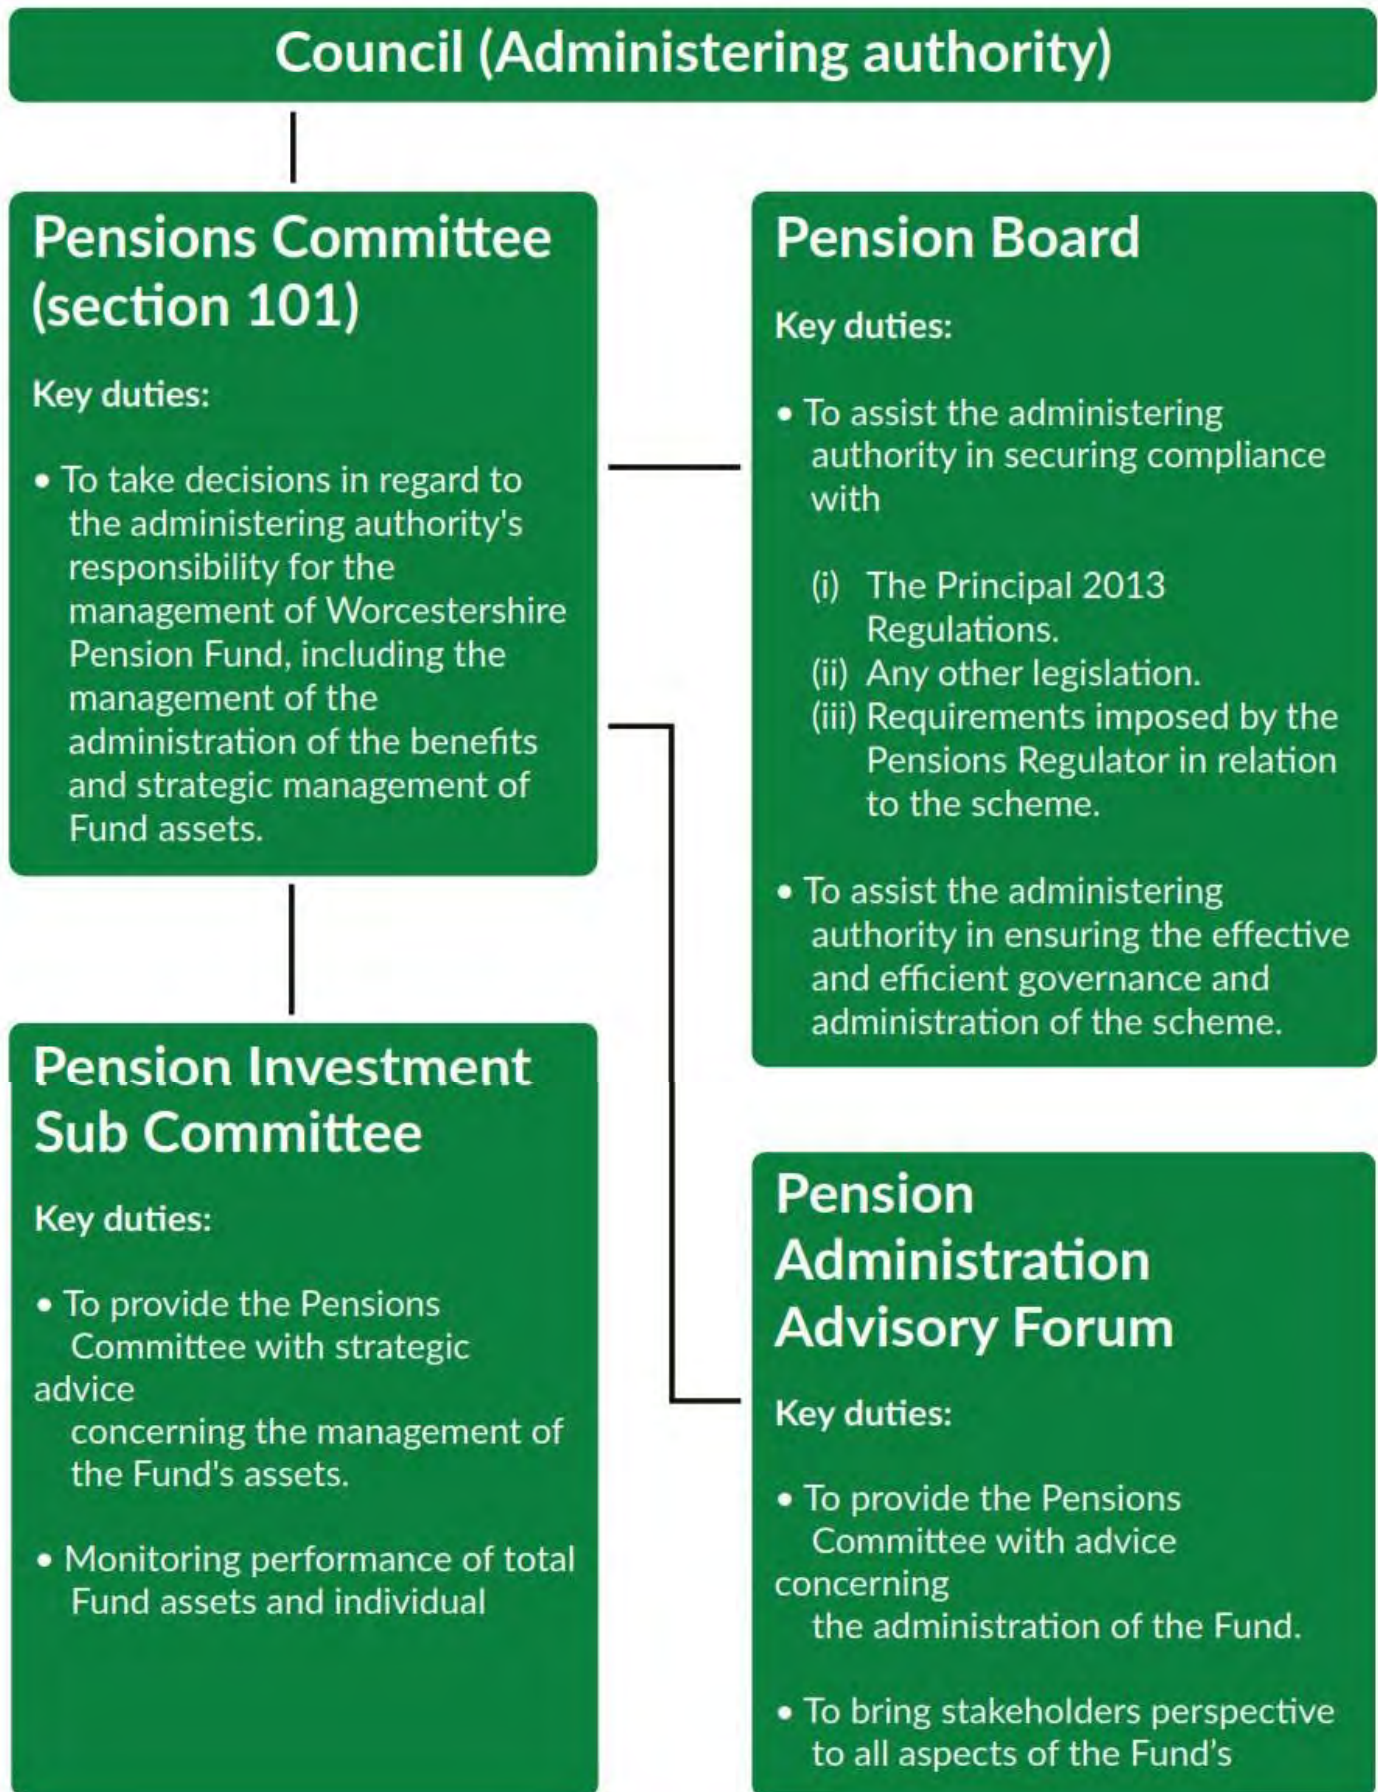 Council (Administering authority)
Pensions Committee
(section 101)
Key duties:
• To take decisions in regard to
the administering authority's
responsibility for the
management of Worcestershire
Pension Fund, including the
management of the
administration of the benefits
and strategic management of
Fund assets.
Pension Board
Key duties:
• To assist the administering
authority in securing compliance
with
(i) The Principal 2013
Regulations.
(ii) Any other legislation.
(iii) Requirements imposed by the
Pensions Regulator in relation
to the scheme.
• To assist the administering
authority in ensuring the effective
and efficient governance and
administration of the scheme.
Pension Investment
Sub Committee
Key duties:
• To provide the Pensions
Committee with strategic
advice
concerning the management of
the Fund's assets.
• Monitoring performance of total
Fund assets and individual
Pension
Administration
Advisory Forum
Key duties:
• To provide the Pensions
Committee with advice
concerning
the administration of the Fund.
• To bring stakeholders perspective
to all aspects of the Fund’s